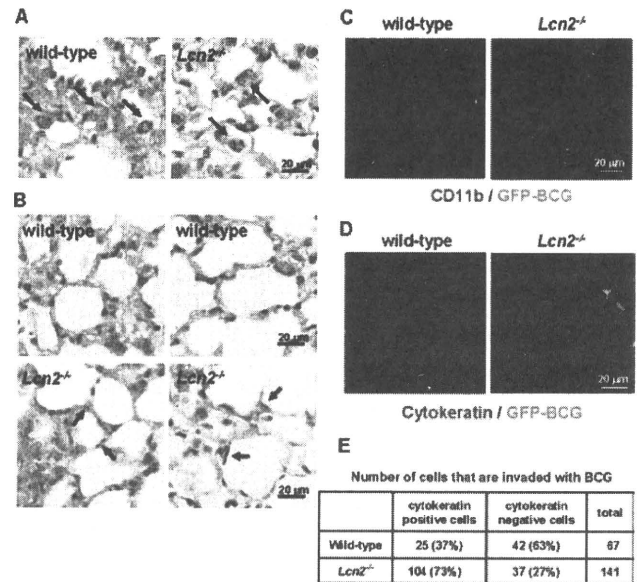 A
wild-type
Lcn2-/-
20 μm
B
wild-type
wild-type
20 μm
Lcn2-/-
Lcn2-/-
20 μm
C
wild-type
Lcn2-/-
20 μm
CD11b / GFP-BCG
D
wild-type
Lcn2-/-
20 μm
Cytokeratin / GFP-BCG
E
Number of cells that are invaded with BCG
cytokeratin positive cells
cytokeratin negative cells
total
Wild-type 25 (37%) 42 (63%) 67
Lcn2-/- 104 (73%) 37 (27%) 141